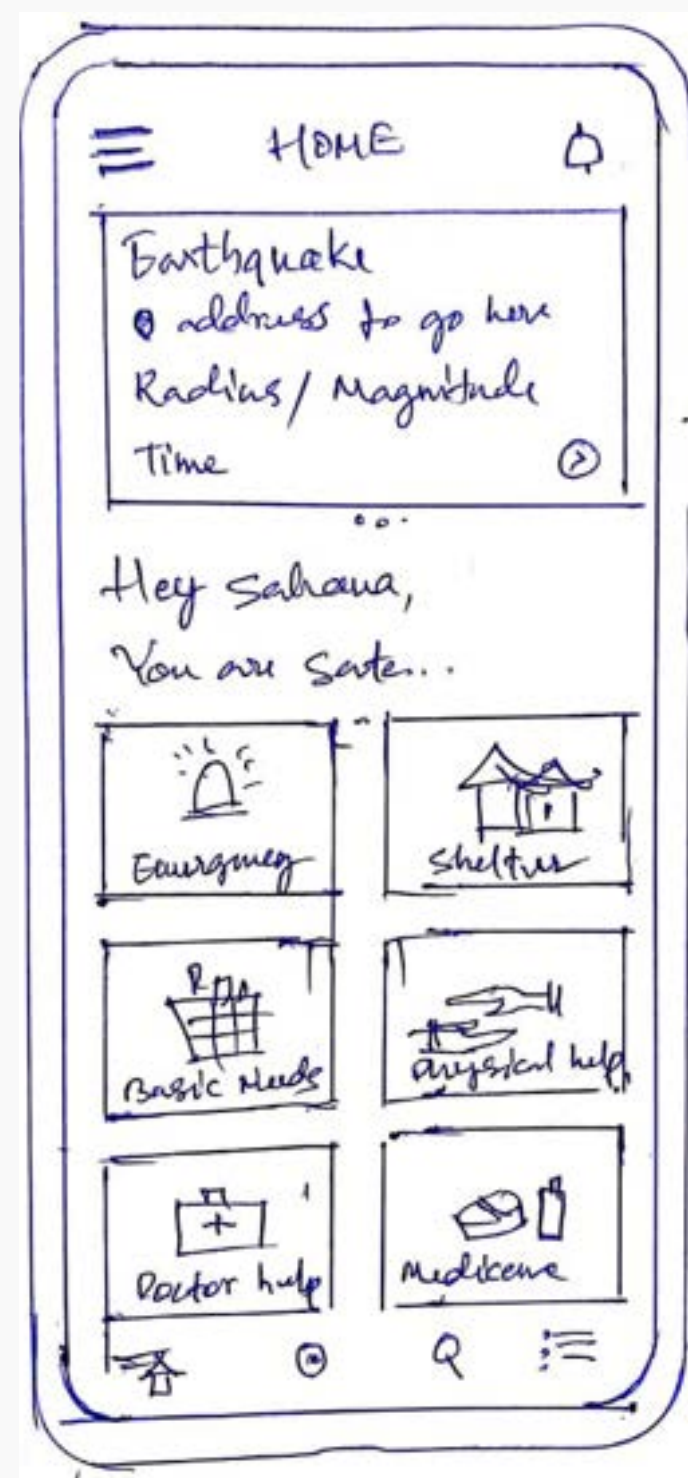 HOME
Earthquake
address to go here
Radius / Magnitude
Time
Hey Sahana,
You are safe...
Emergency
Shelter
Basic Needs
Physical help
Doctor help
Medicine